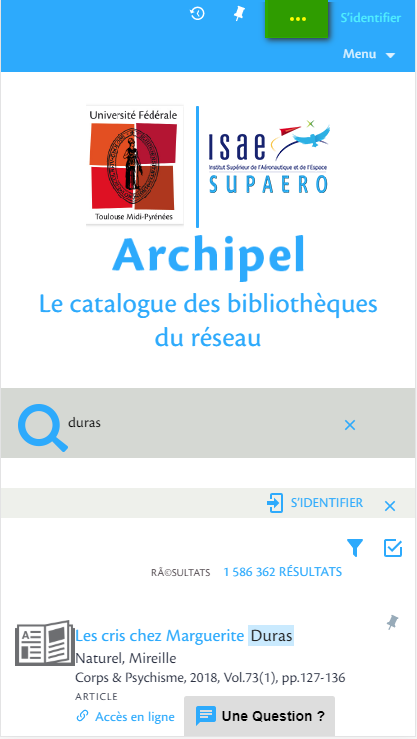 S'identifier
Menu
Université Fédérale
Toulouse Midi-Pyrénées
isae
Institut Supérieur de l'Aéronautique et de l'Espace
SUPAERO
Archipel
Le catalogue des bibliothèques
du réseau
duras
S'IDENTIFIER
RÃ©SULTATS 1 586 362 RÉSULTATS
Les cris chez Marguerite Duras
Naturel, Mireille
Corps & Psychisme, 2018, Vol.73(1), pp.127-136
ARTICLE
Accès en ligne
Une Question ?